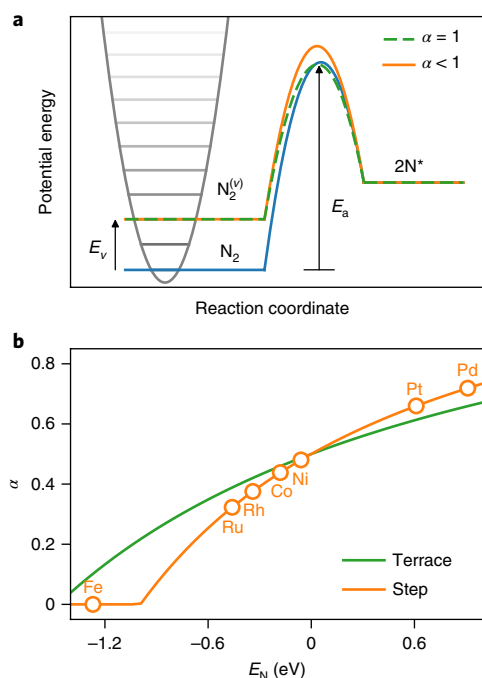 a
α = 1
α < 1
Potential energy
N₂⁽ᵛ⁾
2N*
Eᵥ
N₂
Eₐ
Reaction coordinate
b
0.8
Pd
Pt
0.6
α
0.4
Ni
Co
Rh
Ru
0.2
Fe
Terrace
Step
0
−1.2
−0.6
0
0.6
E_N (eV)